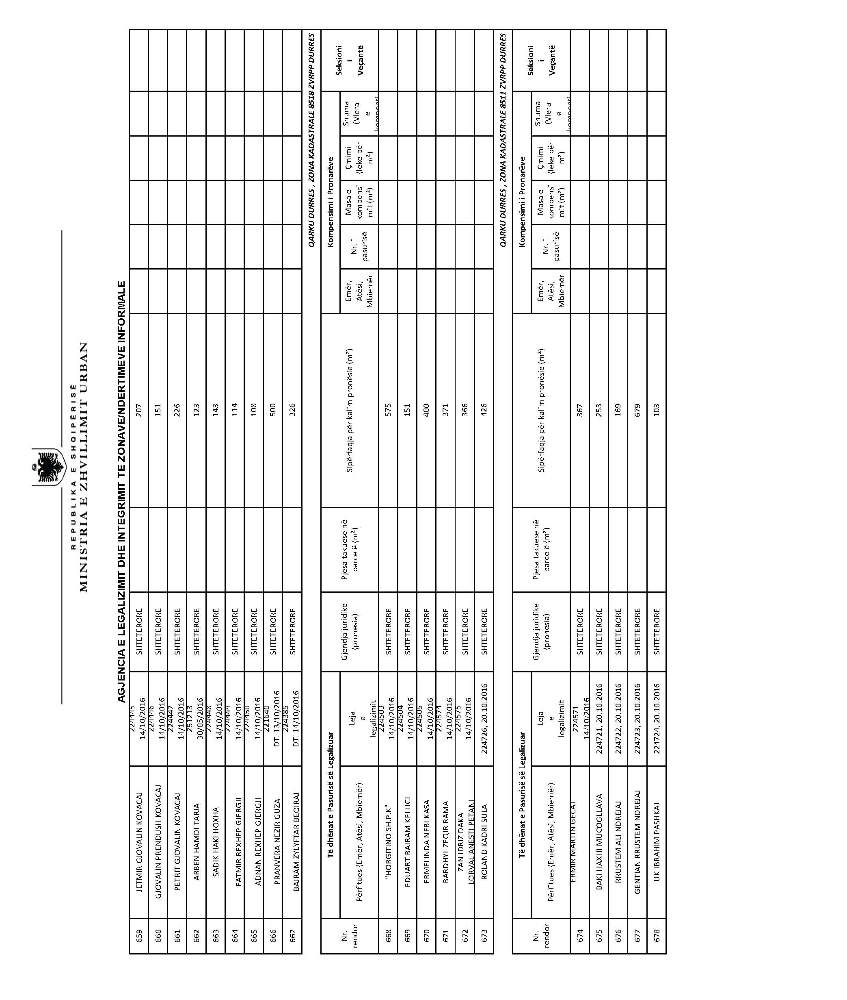 REPUBLIKA E SHQIPËRISË
MINISTRIA E ZHVILLIMIT URBAN
AGJENCIA E LEGALIZIMIT DHE INTEGRIMIT TE ZONAVE/NDERTIMEVE INFORMALE
659 JETMIR GJOVALIN KOVACAJ 224445 14/10/2016 SHTETERORE 207
660 GJOVALIN PRENDUSH KOVACAJ 224446 14/10/2016 SHTETERORE 151
661 PETRIT GJOVALIN KOVACAJ 224447 14/10/2016 SHTETERORE 226
662 ARBEN HAMDI TARJA 251213 30/05/2016 SHTETERORE 123
663 SADIK HAKI HOXHA 224448 14/10/2016 SHTETERORE 143
664 FATMIR REXHEP GJERGJI 224449 14/10/2016 SHTETERORE 114
665 ADNAN REXHEP GJERGJI 224450 14/10/2016 SHTETERORE 108
666 PRANVERA NEZIR GUZA 221640 DT. 13/10/2016 SHTETERORE 500
667 BAJRAM ZYLYFTAR BEQIRAJ 224385 DT. 14/10/2016 SHTETERORE 326
QARKU DURRES , ZONA KADASTRALE 8518 ZVRPP DURRES
Nr. rendor
Të dhënat e Pasurisë së Legalizuar
Përfitues (Emër, Atësi, Mbiemër)
Leja e legalizimit
Gjendja juridike (pronesia)
Pjesa takuese në parcelë (m²)
Sipërfaqja për kalim pronësie (m²)
Kompensimi i Pronarëve
Emër, Atësi, Mbiemër
Nr. i pasurisë
Masa e kompensi mit (m²)
Çmimi (leke për m²)
Shuma (Vlera e kompensi
Seksioni i Veçantë
668 "HORGITINO SH.P.K" 224503 14/10/2016 SHTETERORE 575
669 EDUART BAJRAM KELLICI 224504 14/10/2016 SHTETERORE 151
670 ERMELINDA NEBI KASA 224505 14/10/2016 SHTETERORE 400
671 BARDHYL ZEQIR RAMA 224574 14/10/2016 SHTETERORE 371
672 ZAN IDRIZ DAKA LORVAL ANESTI PETANI 224575 14/10/2016 SHTETERORE 366
673 ROLAND KADRI SULA 224726, 20.10.2016 SHTETERORE 426
QARKU DURRES , ZONA KADASTRALE 8511 ZVRPP DURRES
Nr. rendor
Të dhënat e Pasurisë së Legalizuar
Përfitues (Emër, Atësi, Mbiemër)
Leja e legalizimit
Gjendja juridike (pronesia)
Pjesa takuese në parcelë (m²)
Sipërfaqja për kalim pronësie (m²)
Kompensimi i Pronarëve
Emër, Atësi, Mbiemër
Nr. i pasurisë
Masa e kompensi mit (m²)
Çmimi (leke për m²)
Shuma (Vlera e kompensi
Seksioni i Veçantë
674 ERMIR MARTIN GECAJ 224571 14/10/2016 SHTETERORE 367
675 BAKI HAXHI MUCOGLLAVA 224721, 20.10.2016 SHTETERORE 253
676 RRUSTEM ALI NDREJAJ 224722, 20.10.2016 SHTETERORE 169
677 GENTIAN RRUSTEM NDREJAJ 224723, 20.10.2016 SHTETERORE 679
678 UK IBRAHIM PASHKAJ 224724, 20.10.2016 SHTETERORE 103